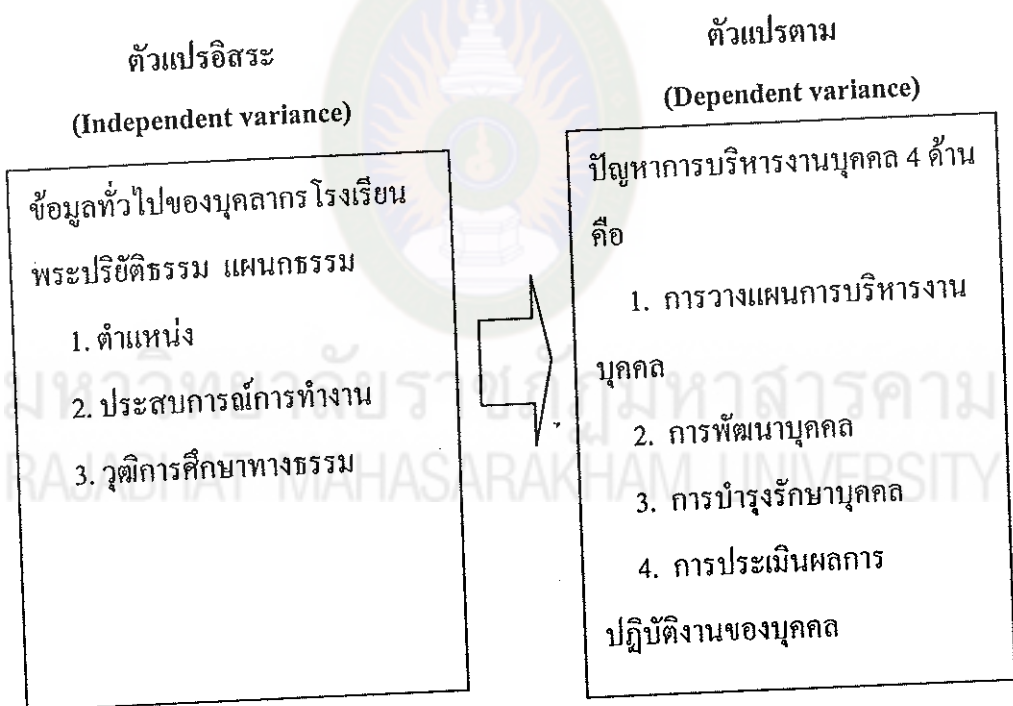 ตัวแปรอิสระ
(Independent variance)
ข้อมูลทั่วไปของบุคลากรโรงเรียน
พระปริยัติธรรม แผนกธรรม
1. ตำแหน่ง
2. ประสบการณ์การทำงาน
3. วุฒิการศึกษาทางธรรม
ตัวแปรตาม
(Dependent variance)
ปัญหาการบริหารงานบุคคล 4 ด้าน
คือ
1. การวางแผนการบริหารงาน
บุคคล
2. การพัฒนาบุคคล
3. การบำรุงรักษาบุคคล
4. การประเมินผลการ
ปฏิบัติงานของบุคคล
มหาวิทยาลัยราชภัฏมหาสารคาม
RAJABHAT MAHASARAKHAM UNIVERSITY